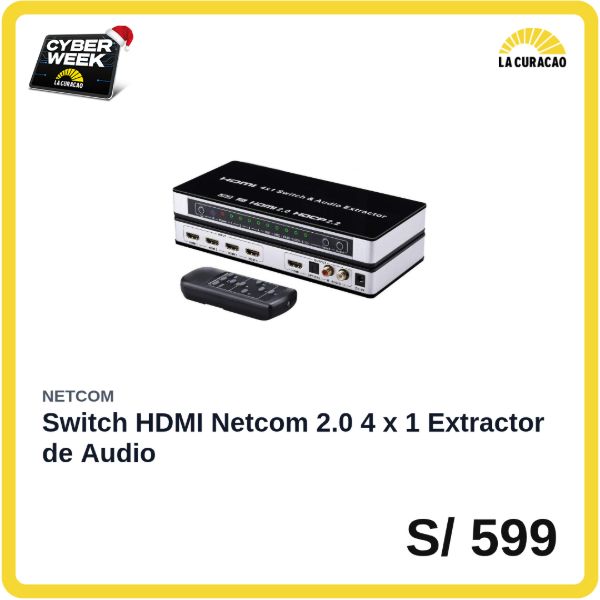 CYBER
WEEK
LA CURACAO
LA CURACAO
HDMI 4x1 Switch & Audio Extractor
HDMI 2.0 HDCP 2.2
NETCOM
Switch HDMI Netcom 2.0 4 x 1 Extractor
de Audio
S/ 599